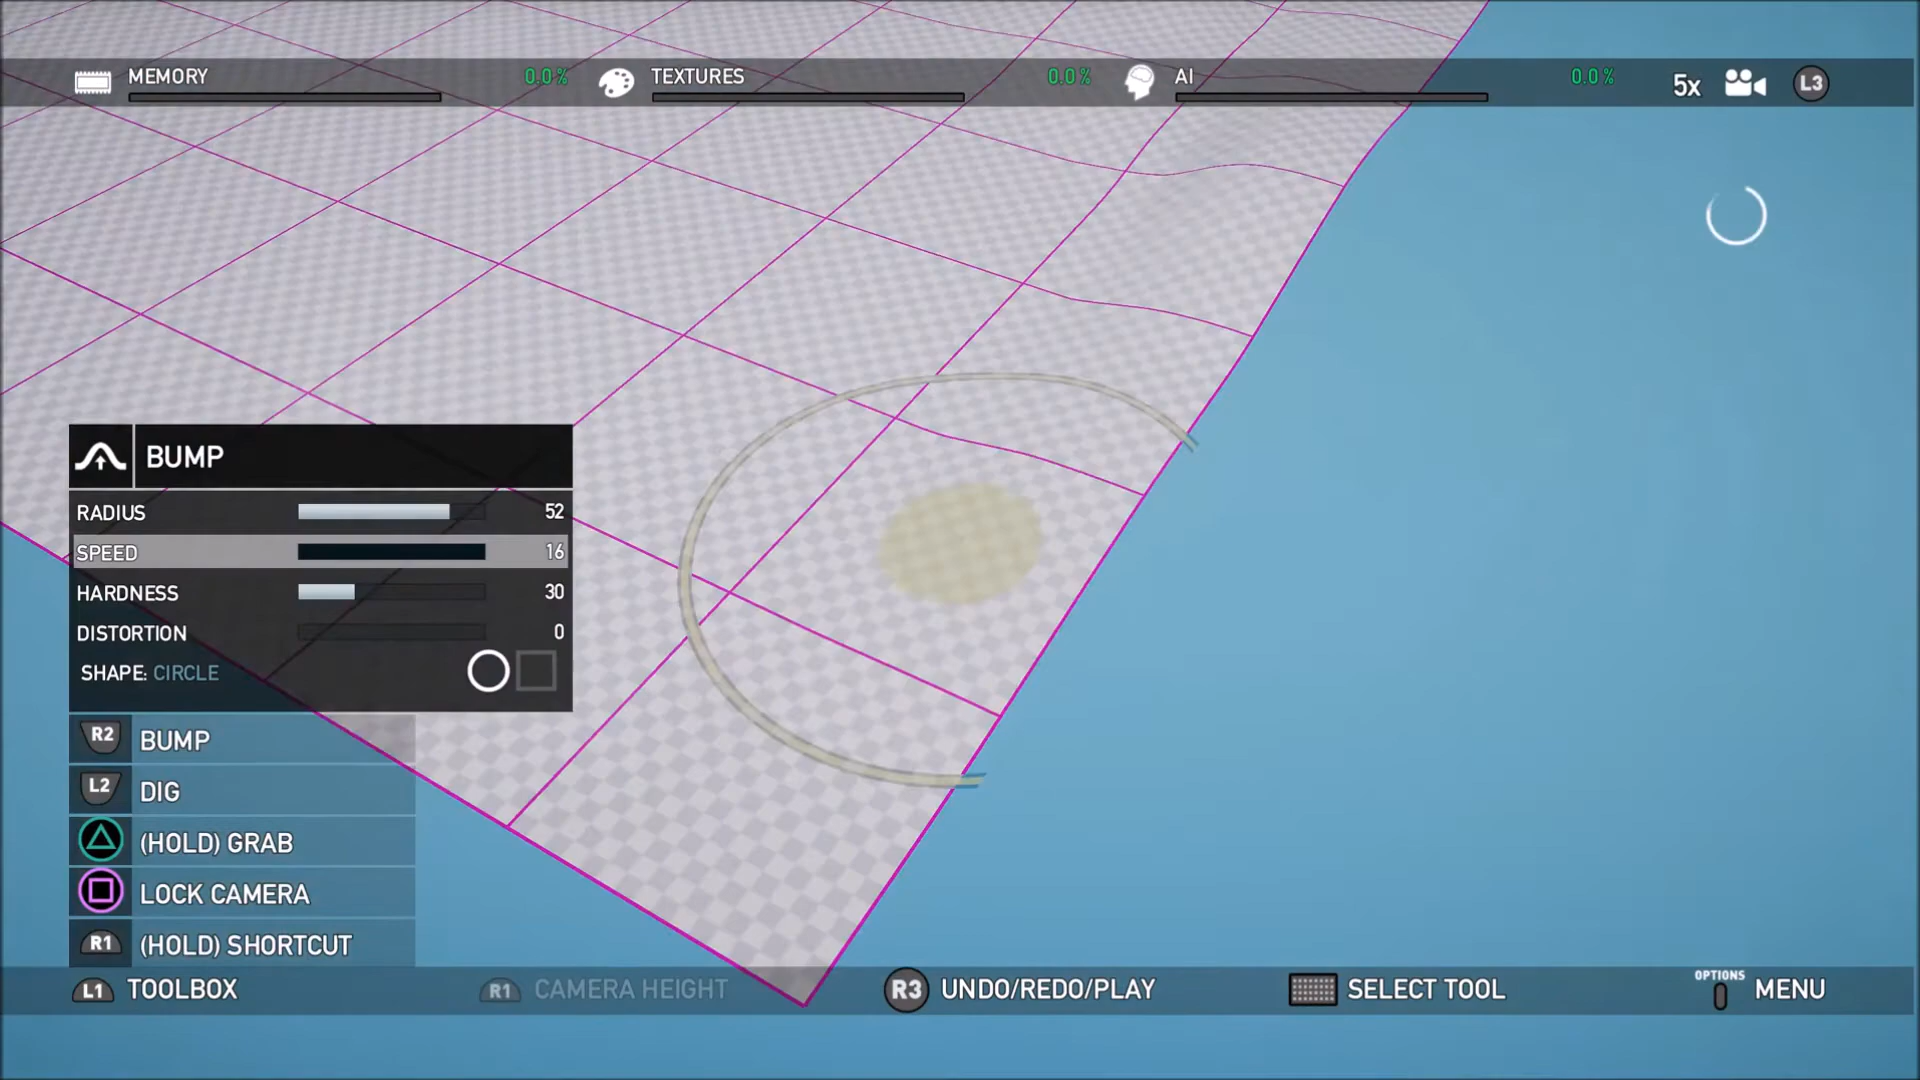 MEMORY 0.0 % TEXTURES 0.0 % AI 0.0 % 5x L3
BUMP
RADIUS 52
SPEED 16
HARDNESS 30
DISTORTION 0
SHAPE: CIRCLE
R2 BUMP
L2 DIG
(HOLD) GRAB
LOCK CAMERA
R1 (HOLD) SHORTCUT
L1 TOOLBOX R1 CAMERA HEIGHT R3 UNDO/REDO/PLAY SELECT TOOL OPTIONS MENU